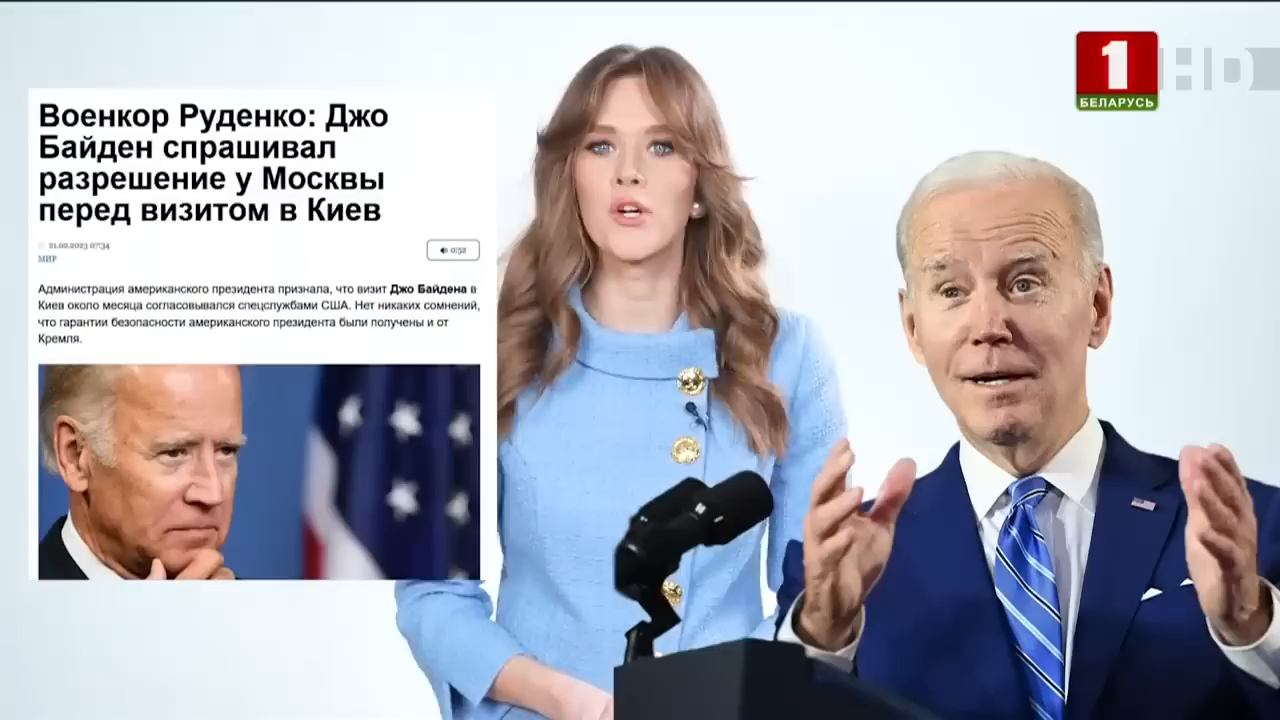 Военкор Руденко: Джо
Байден спрашивал
разрешение у Москвы
перед визитом в Киев
21.02.2023 07:34
0:52
МИР
Администрация американского президента признала, что визит Джо Байдена в
Киев около месяца согласовывался спецслужбами США. Нет никаких сомнений,
что гарантии безопасности американского президента были получены и от
Кремля.
1 HD
БЕЛАРУСЬ